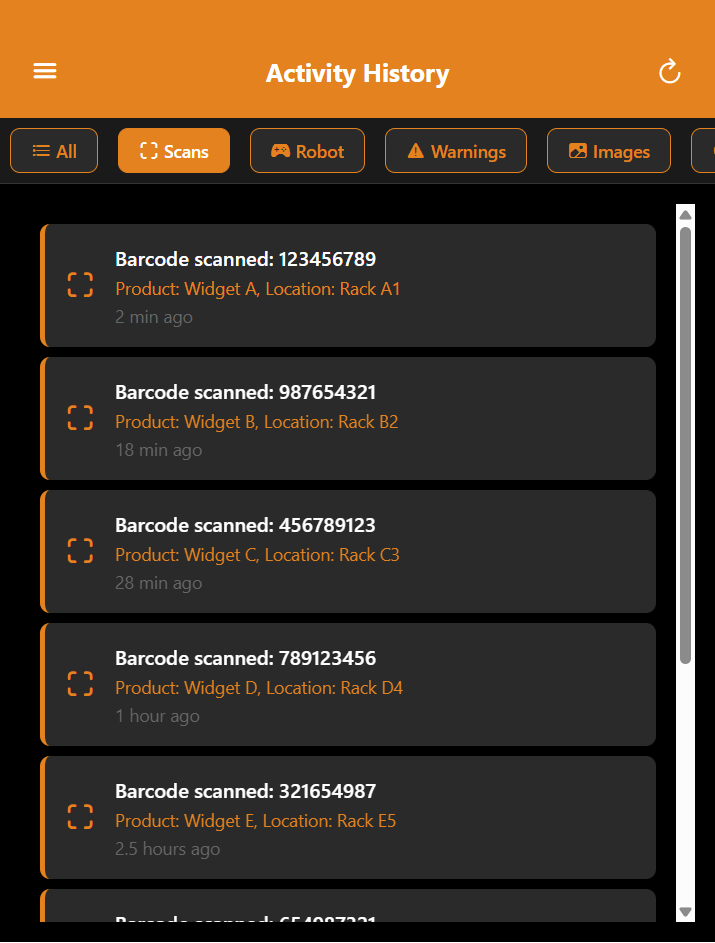 Activity History
All
Scans
Robot
Warnings
Images
Barcode scanned: 123456789
Product: Widget A, Location: Rack A1
2 min ago
Barcode scanned: 987654321
Product: Widget B, Location: Rack B2
18 min ago
Barcode scanned: 456789123
Product: Widget C, Location: Rack C3
28 min ago
Barcode scanned: 789123456
Product: Widget D, Location: Rack D4
1 hour ago
Barcode scanned: 321654987
Product: Widget E, Location: Rack E5
2.5 hours ago
Barcode scanned: